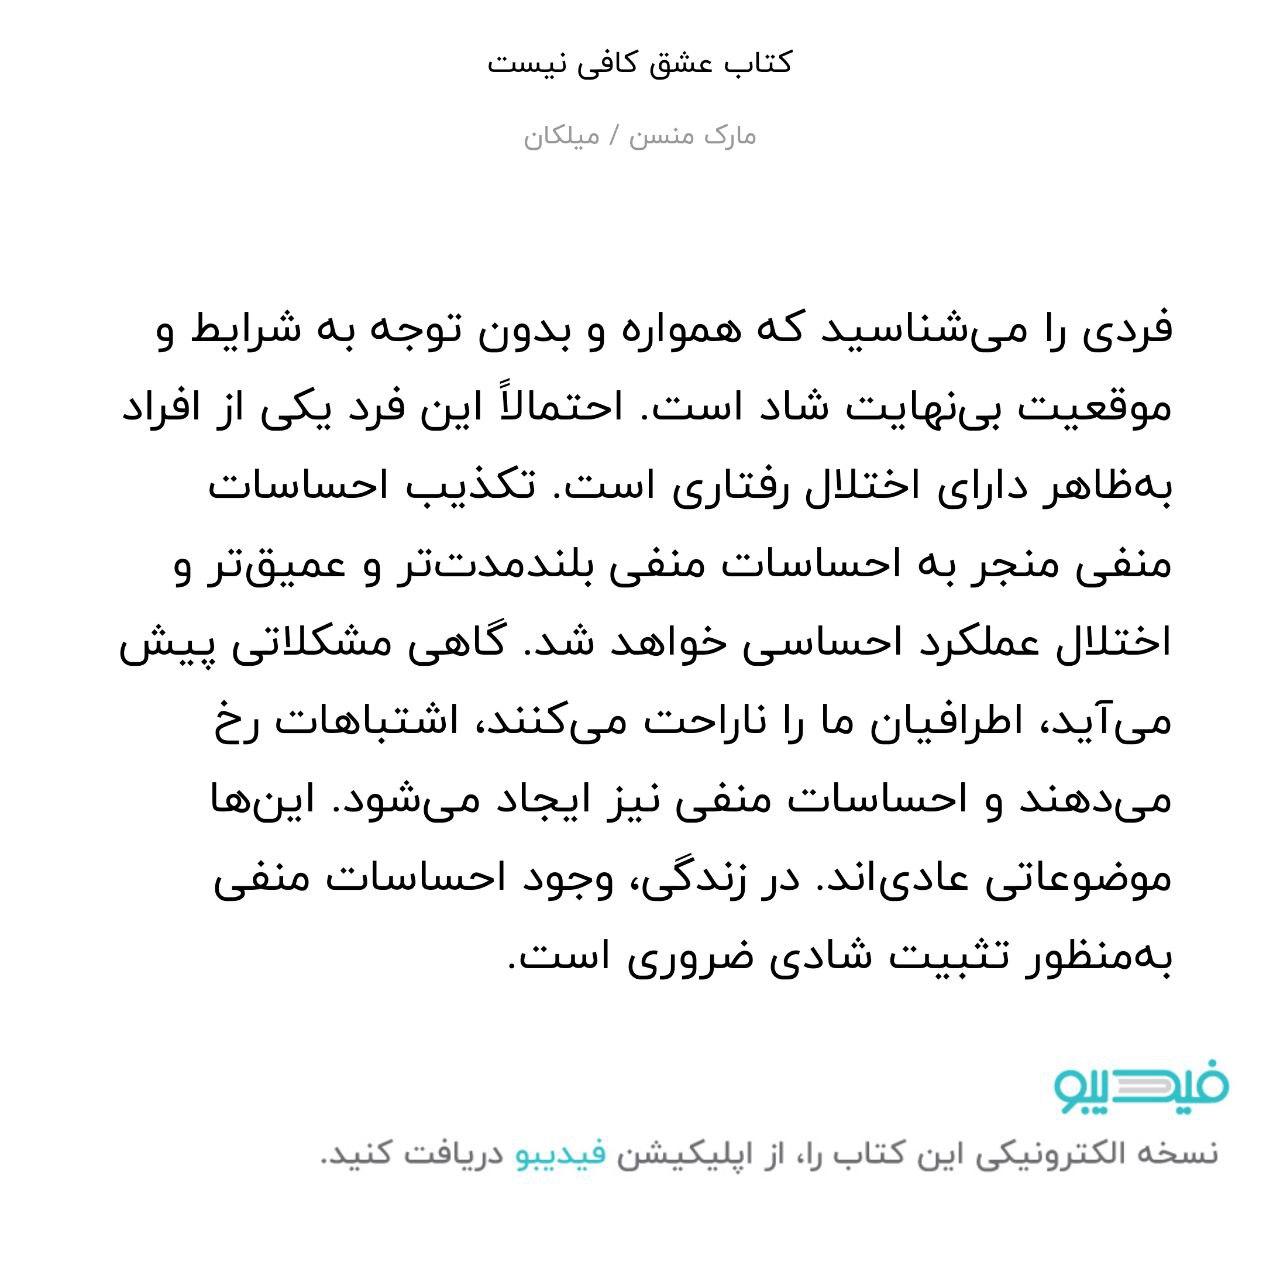 کتاب عشق کافی نیست
مارک منسن / میلکان
فردی را می‌شناسید که همواره و بدون توجه به شرایط و
موقعیت بی‌نهایت شاد است. احتمالاً این فرد یکی از افراد
به‌ظاهر دارای اختلال رفتاری است. تکذیب احساسات
منفی منجر به احساسات منفی بلندمدت‌تر و عمیق‌تر و
اختلال عملکرد احساسی خواهد شد. گاهی مشکلاتی پیش
می‌آید، اطرافیان ما را ناراحت می‌کنند، اشتباهات رخ
می‌دهند و احساسات منفی نیز ایجاد می‌شود. این‌ها
موضوعاتی عادی‌اند. در زندگی، وجود احساسات منفی
به‌منظور تثبیت شادی ضروری است.
فیدیبو
نسخه الکترونیکی این کتاب را، از اپلیکیشن فیدیبو دریافت کنید.